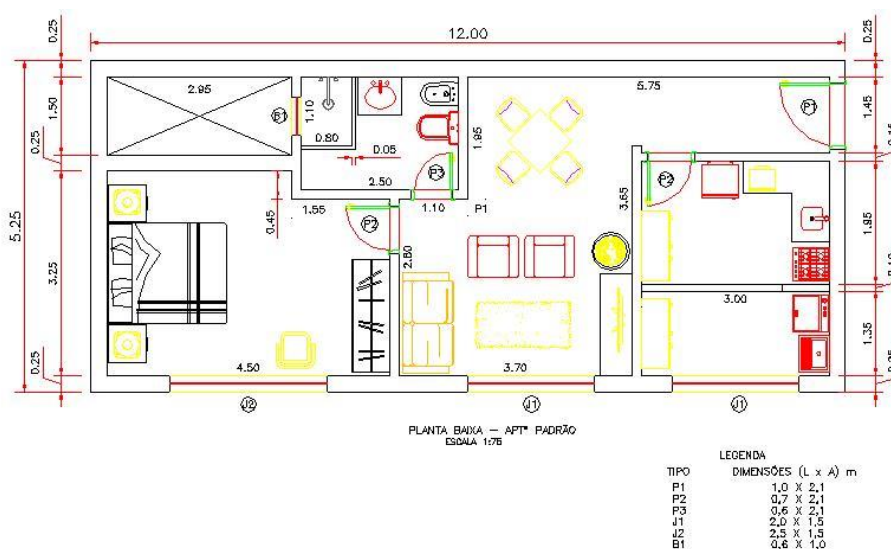 12.00
0.25
0.25
2.95
5.75
1.50
B1
1.10
P1
1.45
0.80
1.95
0.25
0.05
P3
P2
2.50
1.55
1.10
P1
3.65
5.25
0.45
P2
1.95
2.80
3.25
3.00
1.35
4.50
3.70
0.25
J2
J1
J1
PLANTA BAIXA – APTº PADRÃO
ESCALA 1:75
LEGENDA
TIPO DIMENSÕES (L x A) m
P1 1,0 X 2,1
P2 0,7 X 2,1
P3 0,6 X 2,1
J1 2,0 X 1,5
J2 2,5 X 1,5
B1 0,6 X 1,0